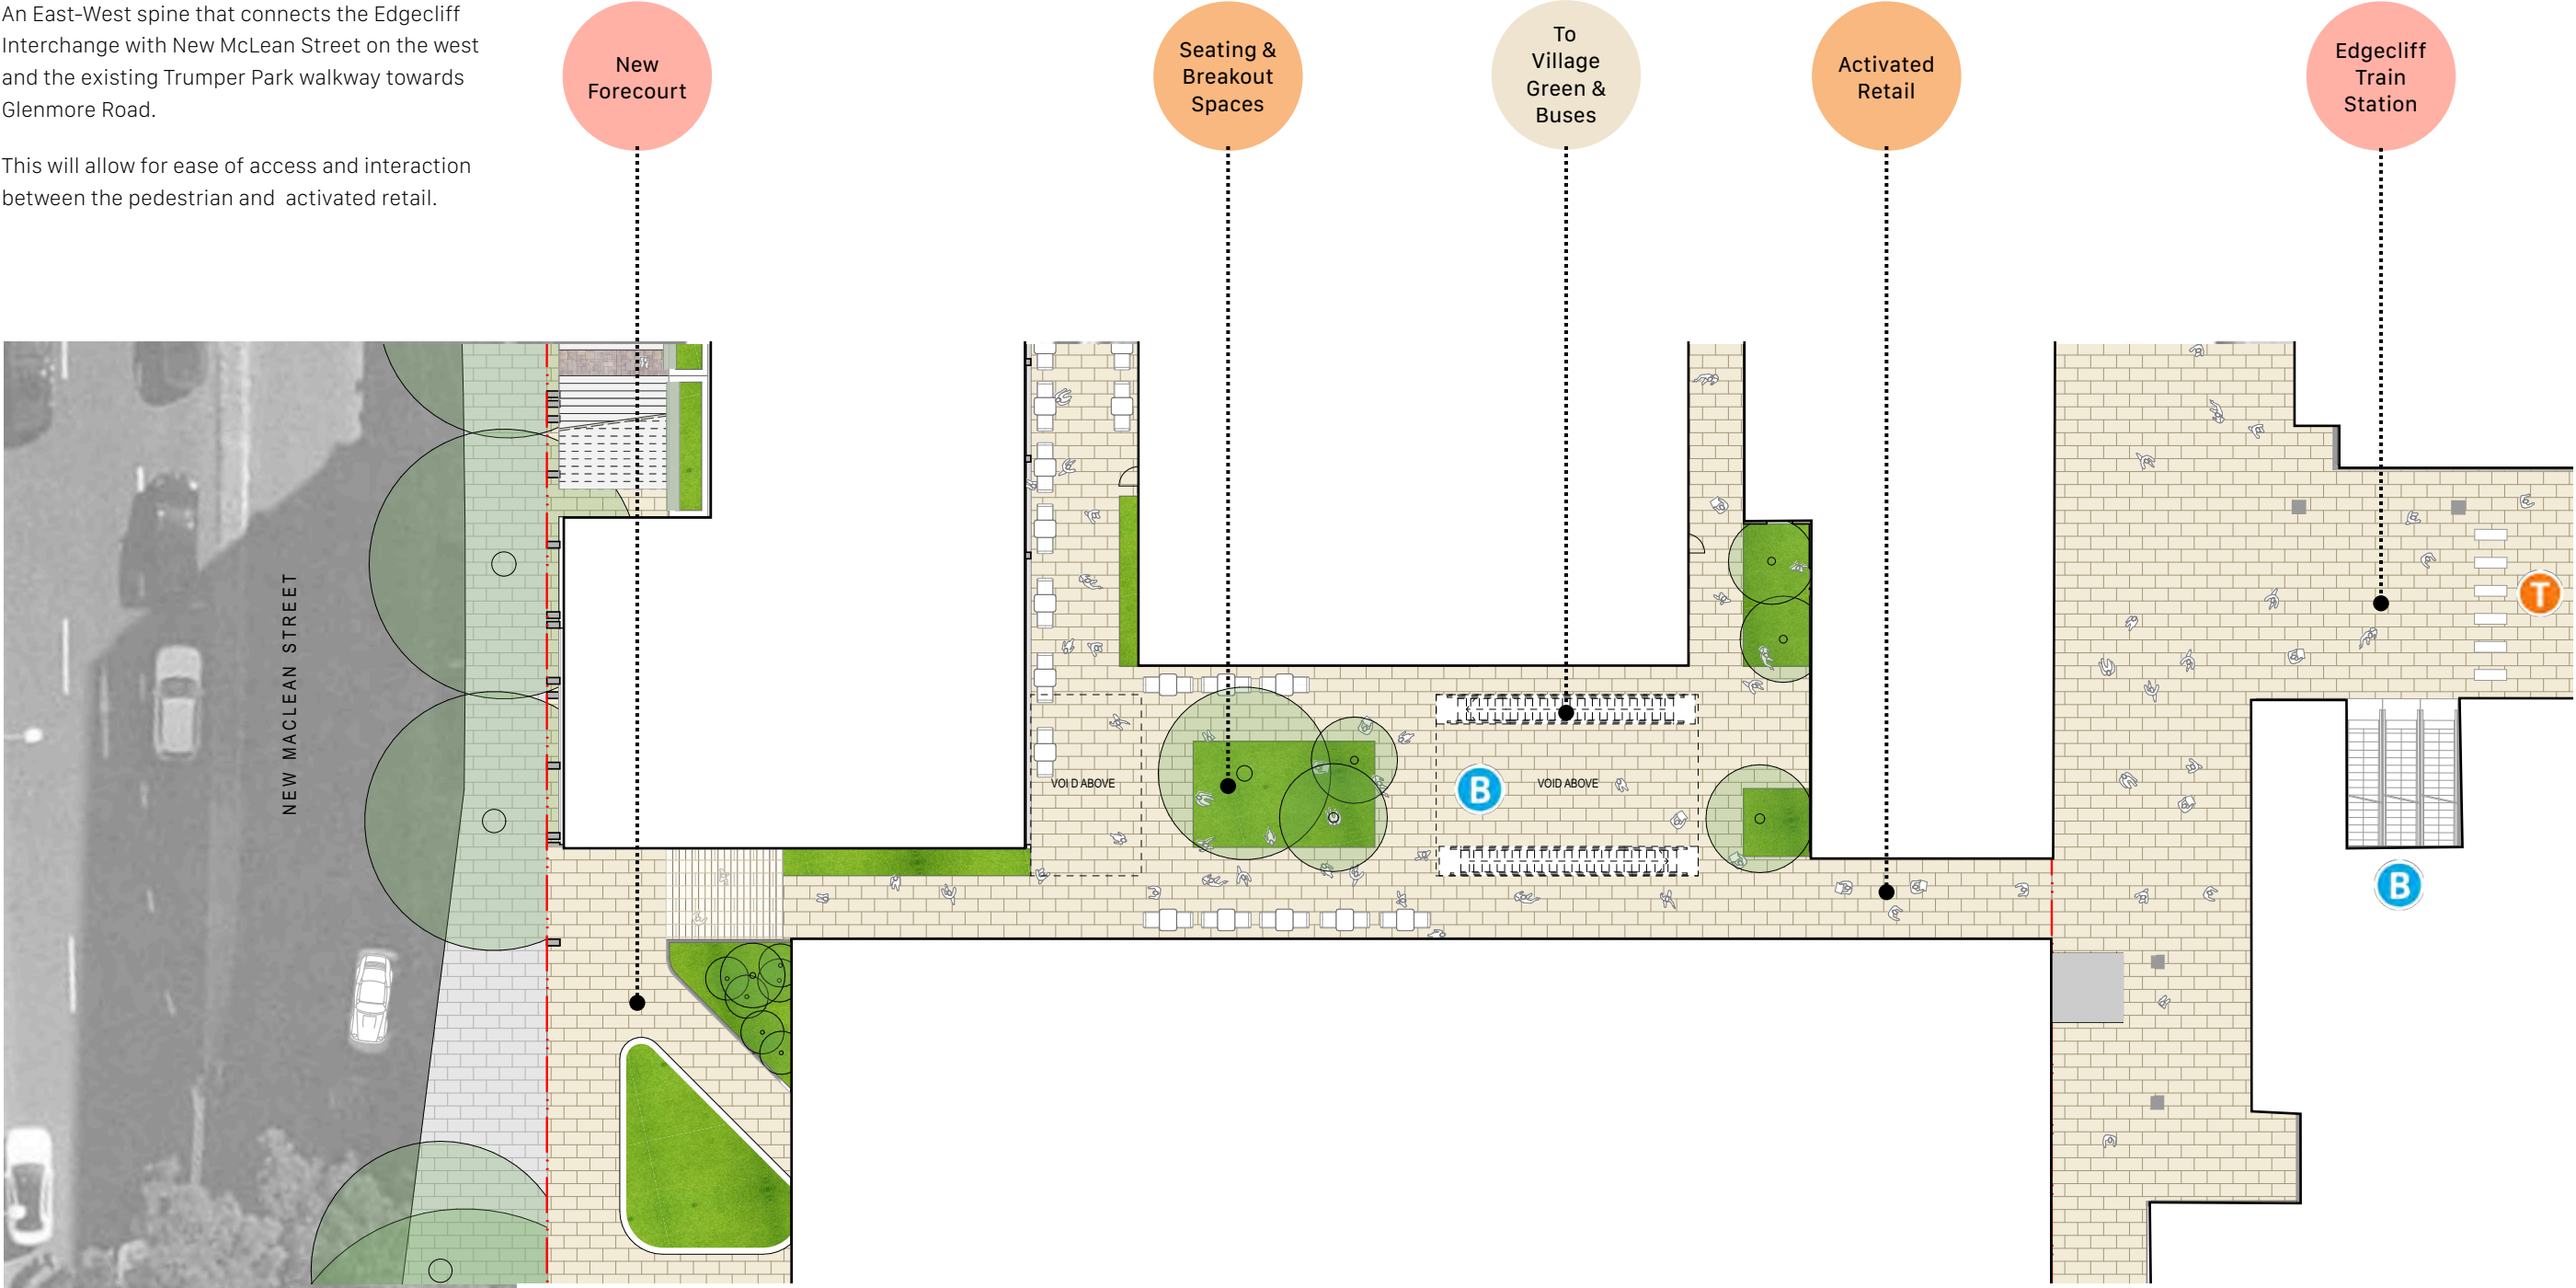 An East-West spine that connects the Edgecliff
Interchange with New McLean Street on the west
and the existing Trumper Park walkway towards
Glenmore Road.
This will allow for ease of access and interaction
between the pedestrian and  activated retail.
New
Forecourt
Seating &
Breakout
Spaces
To
Village
Green &
Buses
Activated
Retail
Edgecliff
Train
Station
NEW MACLEAN STREET
VOID ABOVE
B
VOID ABOVE
T
B